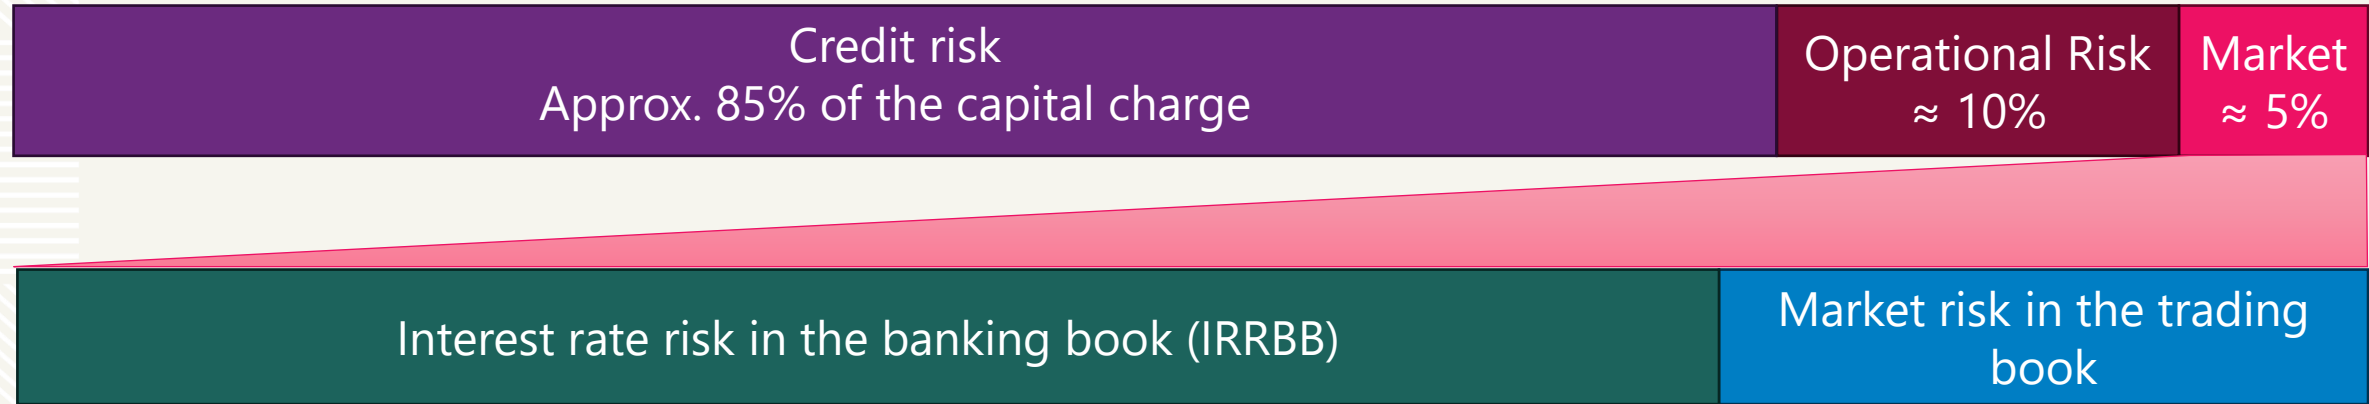 Credit risk
Approx. 85% of the capital charge
Operational Risk
≈ 10%
Market
≈ 5%
Interest rate risk in the banking book (IRRBB)
Market risk in the trading
book